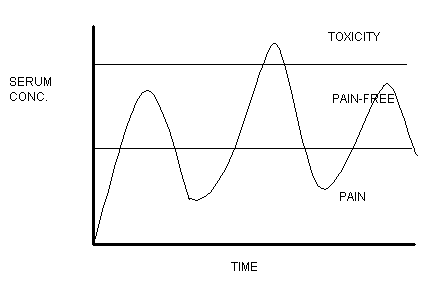 TOXICITY
SERUM
CONC.
PAIN-FREE
PAIN
TIME